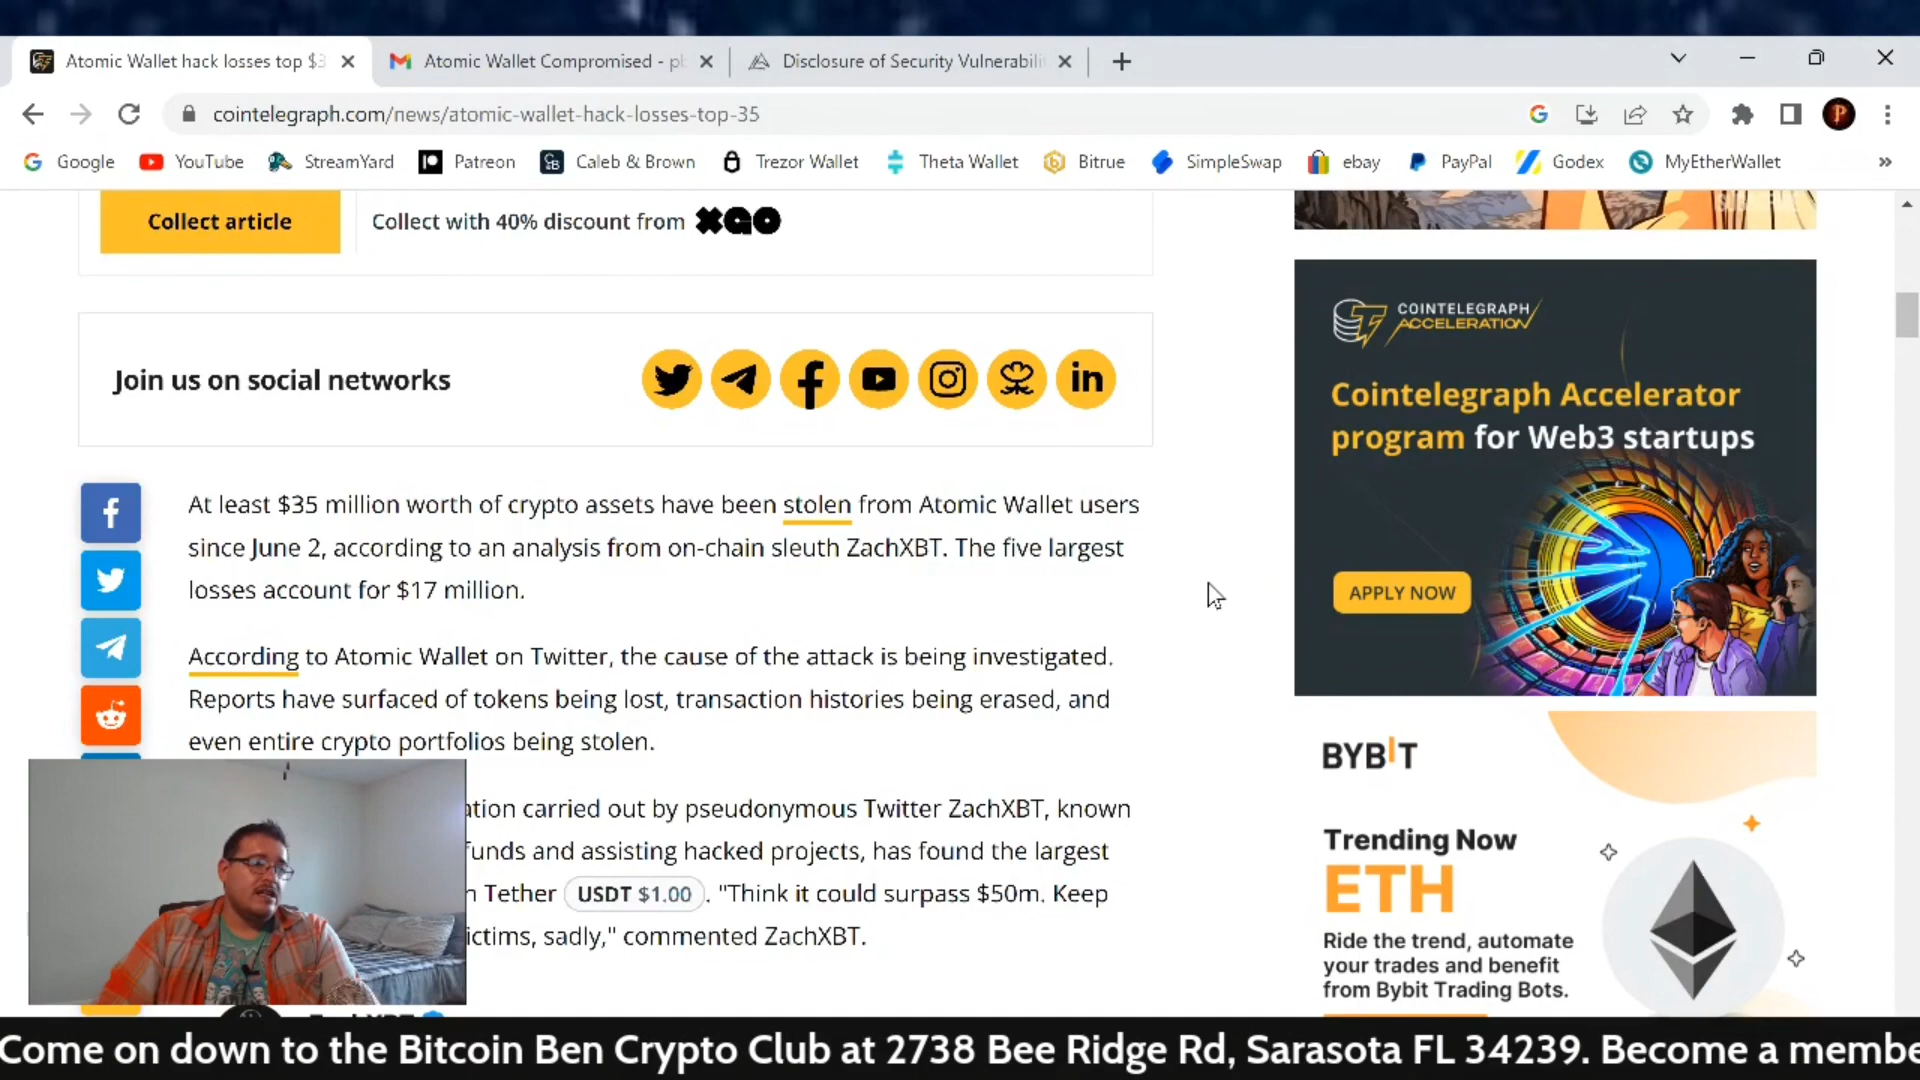 Atomic Wallet hack losses top $3
Atomic Wallet Compromised - pl
Disclosure of Security Vulnerabili
cointelegraph.com/news/atomic-wallet-hack-losses-top-35
Google YouTube StreamYard Patreon Caleb & Brown Trezor Wallet Theta Wallet Bitrue SimpleSwap ebay PayPal Godex MyEtherWallet »
Collect article
Collect with 40% discount from XGO
Join us on social networks
At least $35 million worth of crypto assets have been stolen from Atomic Wallet users
since June 2, according to an analysis from on-chain sleuth ZachXBT. The five largest
losses account for $17 million.
According to Atomic Wallet on Twitter, the cause of the attack is being investigated.
Reports have surfaced of tokens being lost, transaction histories being erased, and
even entire crypto portfolios being stolen.
ation carried out by pseudonymous Twitter ZachXBT, known
funds and assisting hacked projects, has found the largest
n Tether USDT $1.00 . "Think it could surpass $50m. Keep
ictims, sadly," commented ZachXBT.
COINTELEGRAPH
ACCELERATION
Cointelegraph Accelerator
program for Web3 startups
APPLY NOW
BYBIT
Trending Now
ETH
Ride the trend, automate
your trades and benefit
from Bybit Trading Bots.
Come on down to the Bitcoin Ben Crypto Club at 2738 Bee Ridge Rd, Sarasota FL 34239. Become a membe